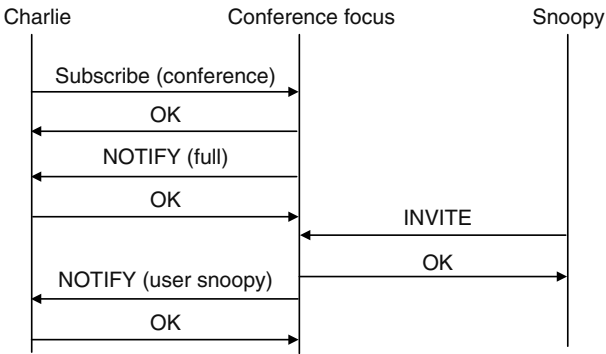 Charlie Conference focus Snoopy
Subscribe (conference)
OK
NOTIFY (full)
OK
INVITE
OK
NOTIFY (user snoopy)
OK